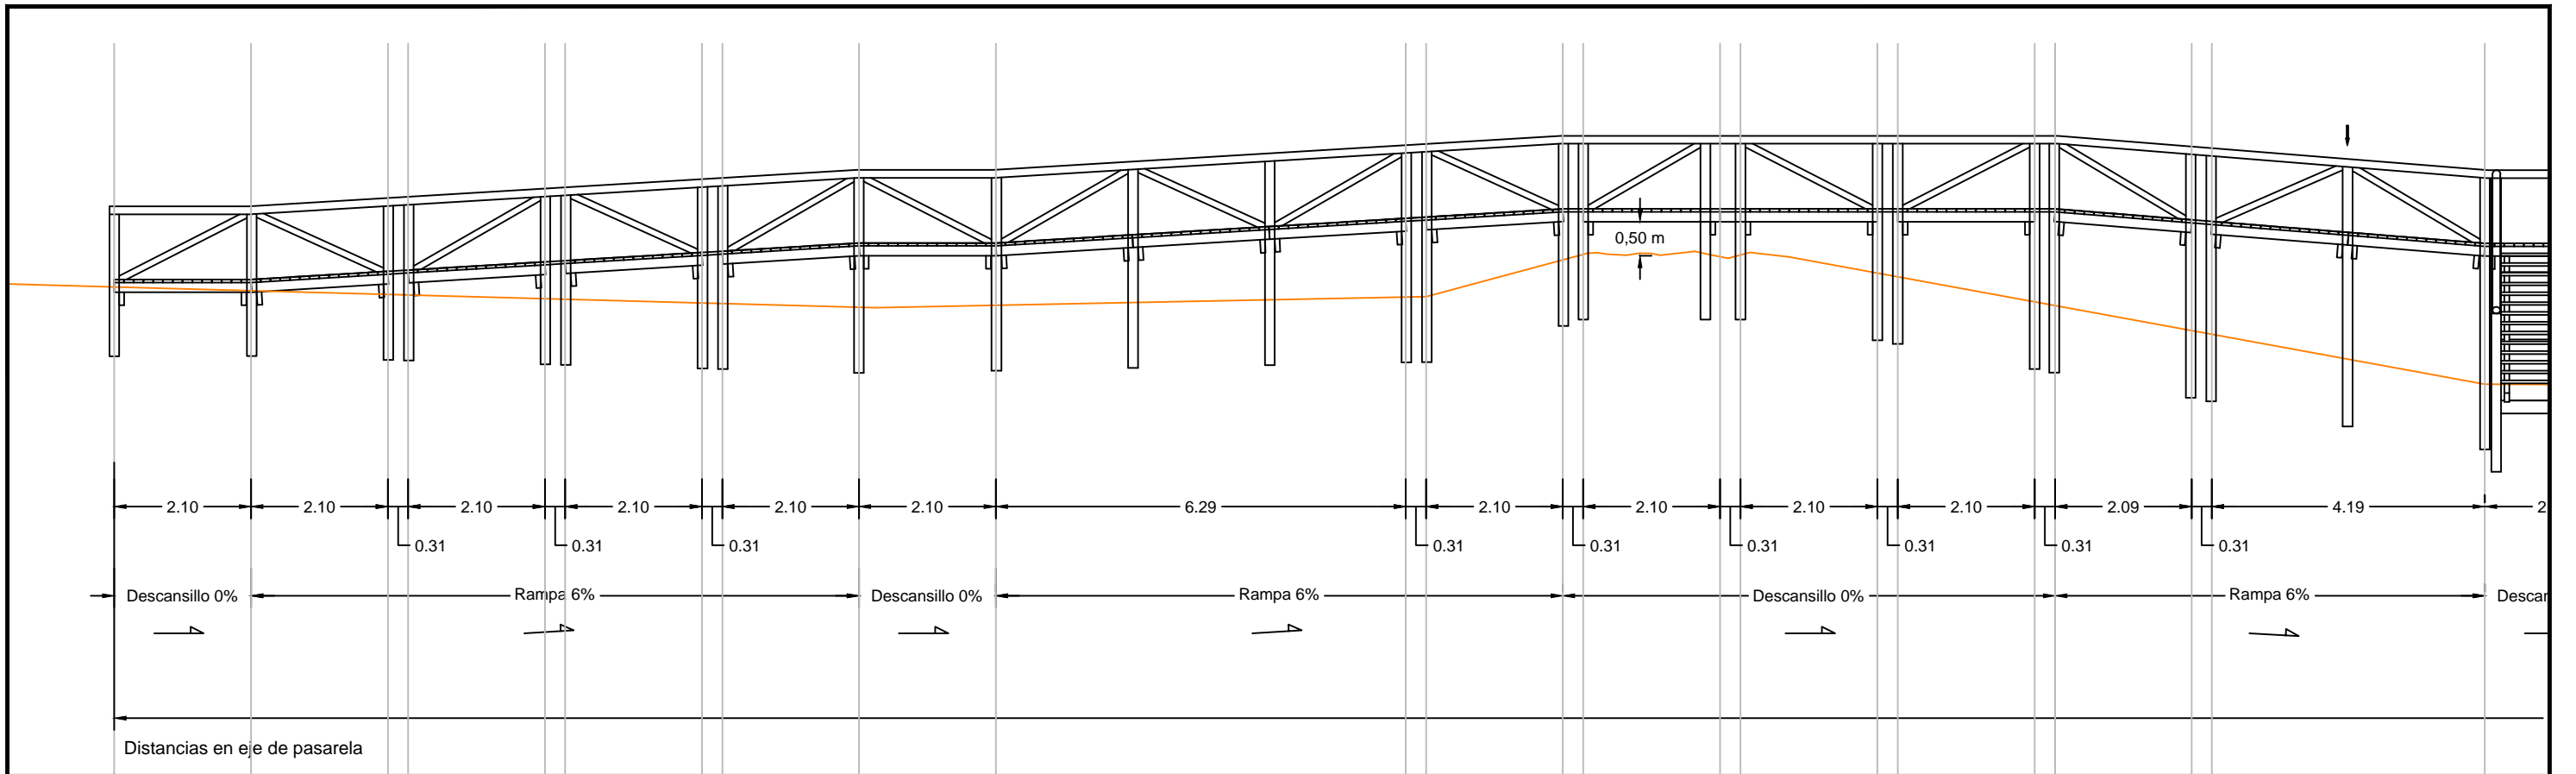 0,50 m
2.10 2.10 2.10 2.10 2.10 2.10 6.29 2.10 2.10 2.10 2.10 2.09 4.19 2
0.31 0.31 0.31 0.31 0.31 0.31 0.31 0.31 0.31
Descansillo 0% Rampa 6% Descansillo 0% Rampa 6% Descansillo 0% Rampa 6% Descan
Distancias en eje de pasarela